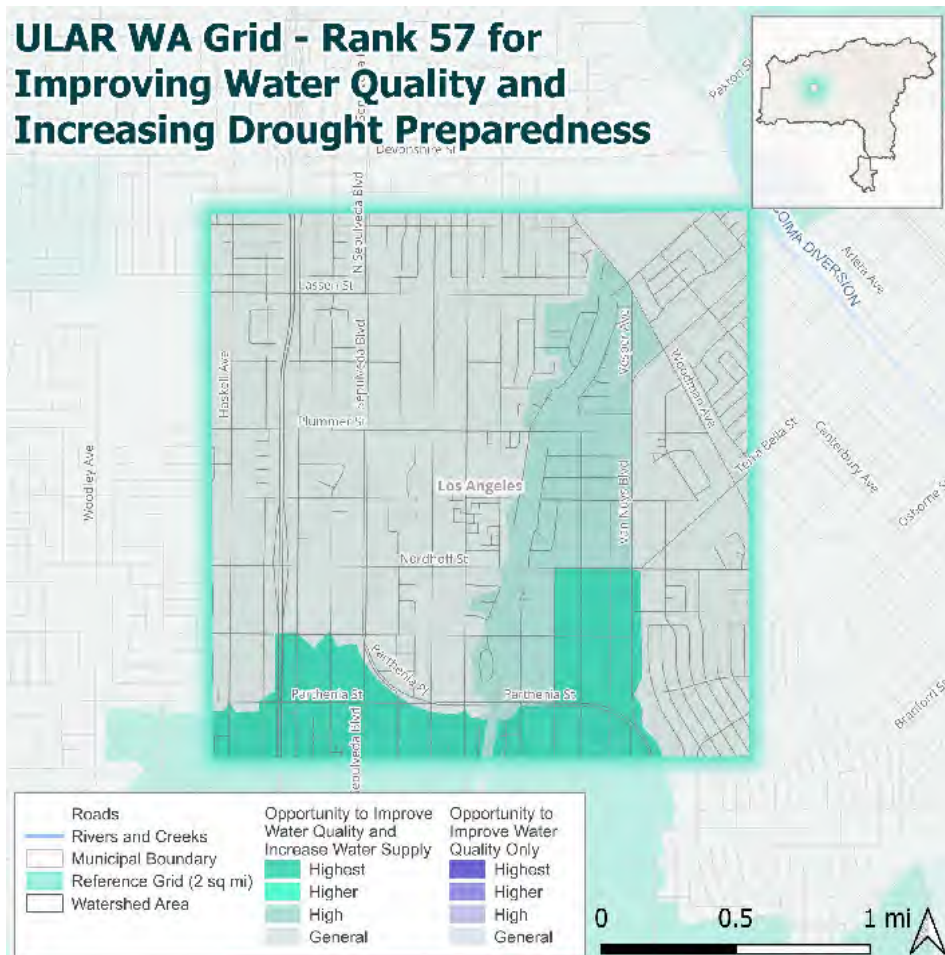 ULAR WA Grid - Rank 57 for
Improving Water Quality and
Increasing Drought Preparedness
Devonshire St
Paxton St
N Sepulveda Blvd
COIMA DIVERSION
Arleta Ave
Lassen St
Haskell Ave
Sepulveda Blvd
Vesper Ave
Woodman Ave
Plummer St
Terra Bella St
Canterbury Ave
Woodley Ave
Los Angeles
Van Nuys Blvd
Osborne St
Nordhoff St
Parthenia Pl
Parthenia St
Parthenia St
Branford St
Sepulveda Blvd
Roads
Rivers and Creeks
Municipal Boundary
Reference Grid (2 sq mi)
Watershed Area
Opportunity to Improve
Water Quality and
Increase Water Supply
Highest
Higher
High
General
Opportunity to
Improve Water
Quality Only
Highest
Higher
High
General
0 0.5 1 mi